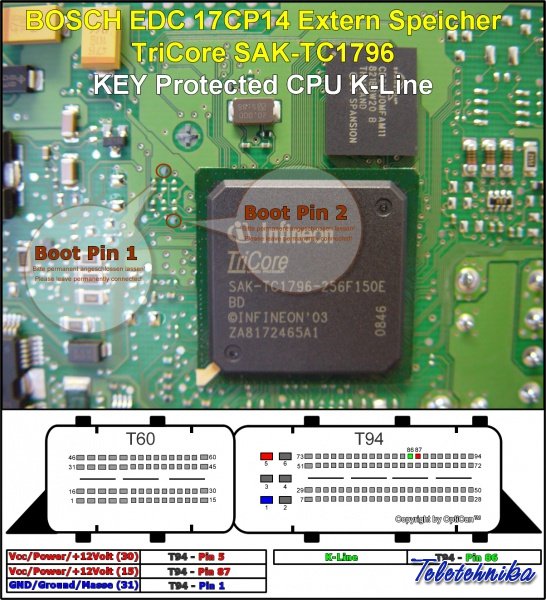 BOSCH EDC 17CP14 Extern Speicher
TriCore SAK-TC1796
KEY Protected CPU K-Line
SPANSION
Boot Pin 1
Bitte permanent angeschlossen lassen!
Please leave permanently connected!
Boot Pin 2
Bitte permanent angeschlossen lassen!
Please leave permanently connected!
Infineon
TriCore
SAK-TC1796-256F150E
BD
©INFINEON'03
ZA8172465A1
0846
T60
46 60
31 45
16 30
1 15
T94
86 87
5 6
73 94
51 72
3 4
29 50
7 28
1 2
Copyright by OptiCan™
Vcc/Power/+12Volt (30) T94 - Pin 5
K-Line T94 - Pin 86
Vcc/Power/+12Volt (15) T94 - Pin 87
GND/Ground/Masse (31) T94 - Pin 1
Teletehnika